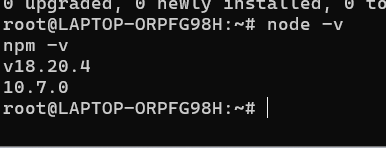 0 upgraded, 0 newly installed, 0 to
root@LAPTOP-ORPFG98H:~# node -v
npm -v
v18.20.4
10.7.0
root@LAPTOP-ORPFG98H:~#